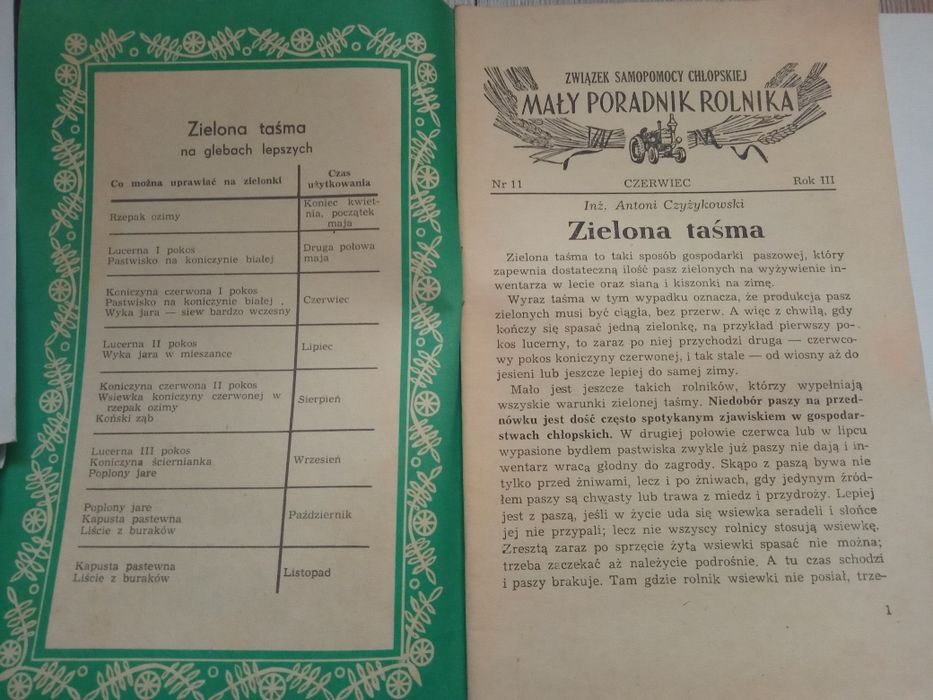 Zielona taśma
na glebach lepszych
Co można uprawiać na zielonki
Czas
użytkowania
Rzepak ozimy
Koniec kwiet-
nia, początek
maja
Lucerna I pokos
Pastwisko na koniczynie białej
Druga połowa
maja
Koniczyna czerwona I pokos
Pastwisko na koniczynie białej .
Wyka jara — siew bardzo wczesny
Czerwiec
Lucerna II pokos
Wyka jara w mieszance
Lipiec
Koniczyna czerwona II pokos
Wsiewka koniczyny czerwonej w
rzepak ozimy
Koński ząb
Sierpień
Lucerna III pokos
Koniczyna ściernianka
Poplony jare
Wrzesień
Poplony jare
Kapusta pastewna
Liście z buraków
Październik
Kapusta pastewna
Liście z buraków
Listopad
ZWIĄZEK SAMOPOMOCY CHŁOPSKIEJ
MAŁY PORADNIK ROLNIKA
Nr 11 CZERWIEC Rok III
Inż. Antoni Czyżykowski
Zielona taśma
Zielona taśma to taki sposób gospodarki paszowej, który
zapewnia dostateczną ilość pasz zielonych na wyżywienie in-
wentarza w lecie oraz siana i kiszonki na zimę.
Wyraz taśma w tym wypadku oznacza, że produkcja pasz
zielonych musi być ciągła, bez przerw. A więc z chwilą, gdy
kończy się spasać jedną zielonkę, na przykład pierwszy po-
kos lucerny, to zaraz po niej przychodzi druga — czerwco-
wy pokos koniczyny czerwonej, i tak stale — od wiosny aż do
jesieni lub jeszcze lepiej do samej zimy.
Mało jest jeszcze takich rolników, którzy wypełniają
wszyskie warunki zielonej taśmy. Niedobór paszy na przed-
nówku jest dość często spotykanym zjawiskiem w gospodar-
stwach chłopskich. W drugiej połowie czerwca lub w lipcu
wypasione bydłem pastwiska zwykle już paszy nie dają i in-
wentarz wraca głodny do zagrody. Skąpo z paszą bywa nie
tylko przed żniwami, lecz i po żniwach, gdy jedynym źród-
łem paszy są chwasty lub trawa z miedz i przydroży. Lepiej
jest z paszą, jeśli w życie uda się wsiewka seradeli i słońce
jej nie przypali; lecz nie wszyscy rolnicy stosują wsiewkę.
Zresztą zaraz po sprzęcie żyta wsiewki spasać nie można;
trzeba zaczekać aż należycie podrośnie. A tu czas schodzi
i paszy brakuje. Tam gdzie rolnik wsiewki nie posiał, trze-
1